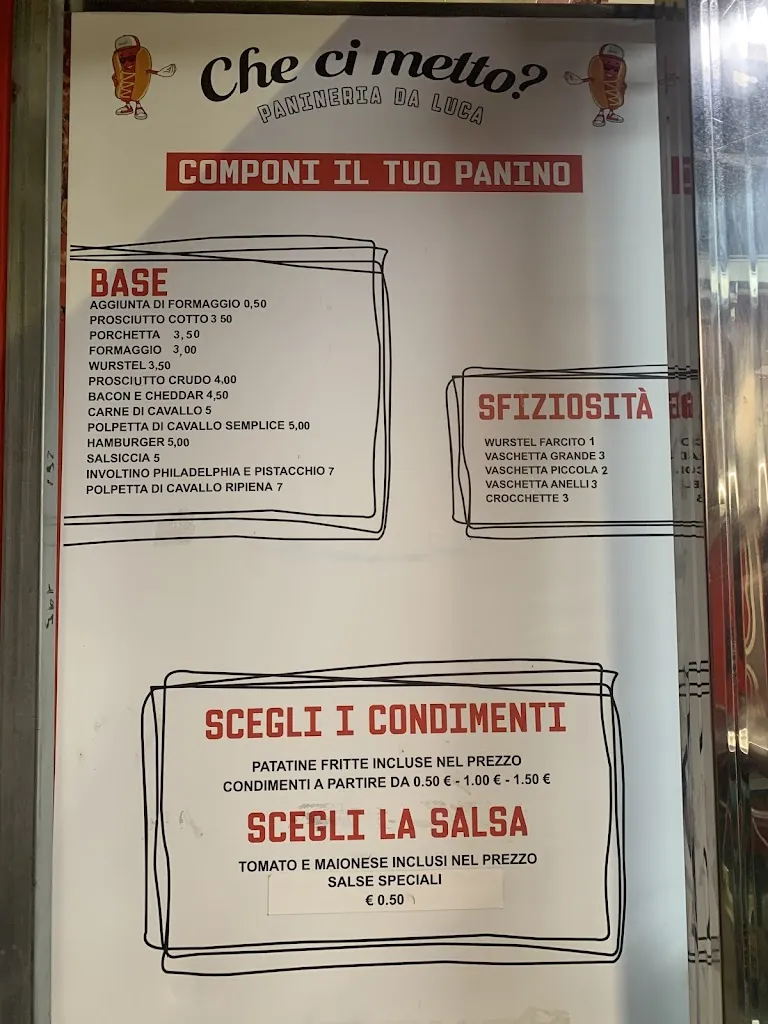 Che ci metto?
PANINERIA DA LUCA
COMPONI IL TUO PANINO
BASE
AGGIUNTA DI FORMAGGIO 0,50
PROSCIUTTO COTTO 3 50
PORCHETTA 3,50
FORMAGGIO 3,00
WURSTEL 3,50
PROSCIUTTO CRUDO 4,00
BACON E CHEDDAR 4,50
CARNE DI CAVALLO 5
POLPETTA DI CAVALLO SEMPLICE 5,00
HAMBURGER 5,00
SALSICCIA 5
INVOLTINO PHILADELPHIA E PISTACCHIO 7
POLPETTA DI CAVALLO RIPIENA 7
SFIZIOSITÀ
WURSTEL FARCITO 1
VASCHETTA GRANDE 3
VASCHETTA PICCOLA 2
VASCHETTA ANELLI 3
CROCCHETTE 3
SCEGLI I CONDIMENTI
PATATINE FRITTE INCLUSE NEL PREZZO
CONDIMENTI A PARTIRE DA 0.50 € - 1.00 € - 1.50 €
SCEGLI LA SALSA
TOMATO E MAIONESE INCLUSI NEL PREZZO
SALSE SPECIALI
€ 0.50